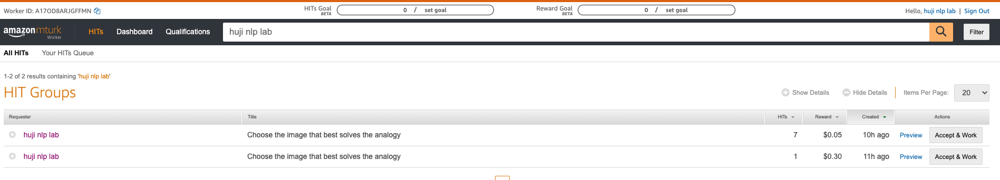 Worker ID: A17OD8ARJGFFMN HITs Goal BETA 0 / set goal Reward Goal BETA 0 / set goal Hello, huji nlp lab | Sign Out
amazonmturk Worker HITs Dashboard Qualifications huji nlp lab Filter
All HITs Your HITs Queue
1-2 of 2 results containing 'huji nlp lab'
HIT Groups Show Details Hide Details Items Per Page: 20
Requester Title HITs Reward Created Actions
huji nlp lab Choose the image that best solves the analogy 7 $0.05 10h ago Preview Accept & Work
huji nlp lab Choose the image that best solves the analogy 1 $0.30 11h ago Preview Accept & Work